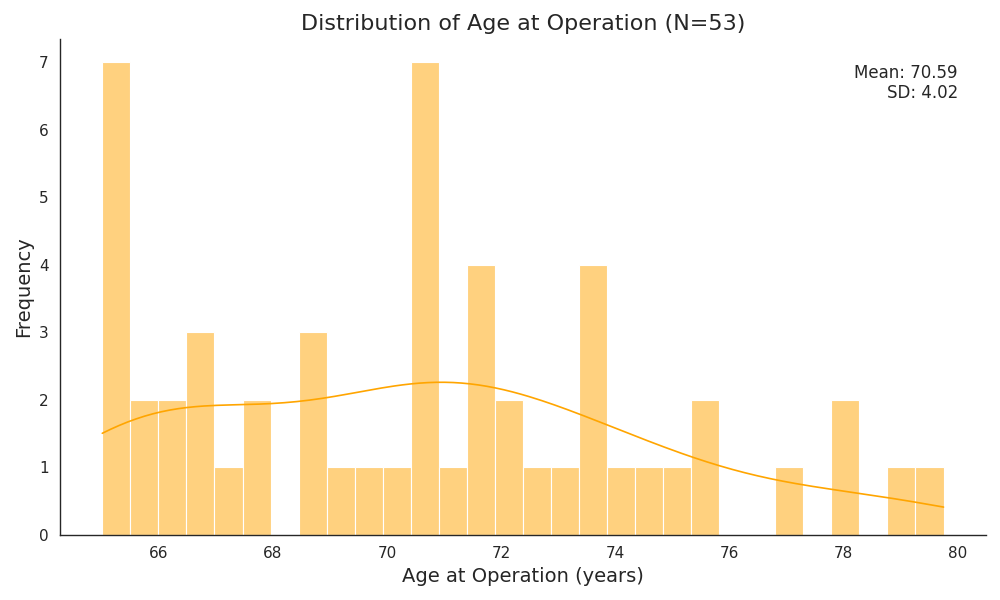 Distribution of Age at Operation (N=53)
Mean: 70.59
SD: 4.02
Frequency
7
6
5
4
3
2
1
0
66 68 70 72 74 76 78 80
Age at Operation (years)